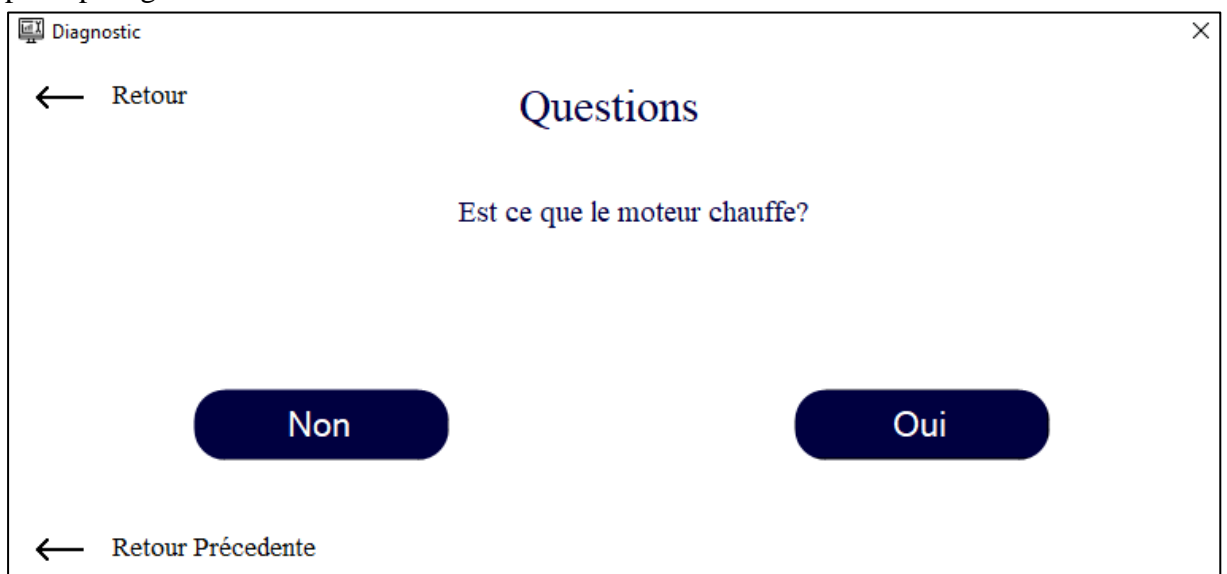 Diagnostic
Retour
Questions
Est ce que le moteur chauffe?
Non
Oui
Retour Précedente